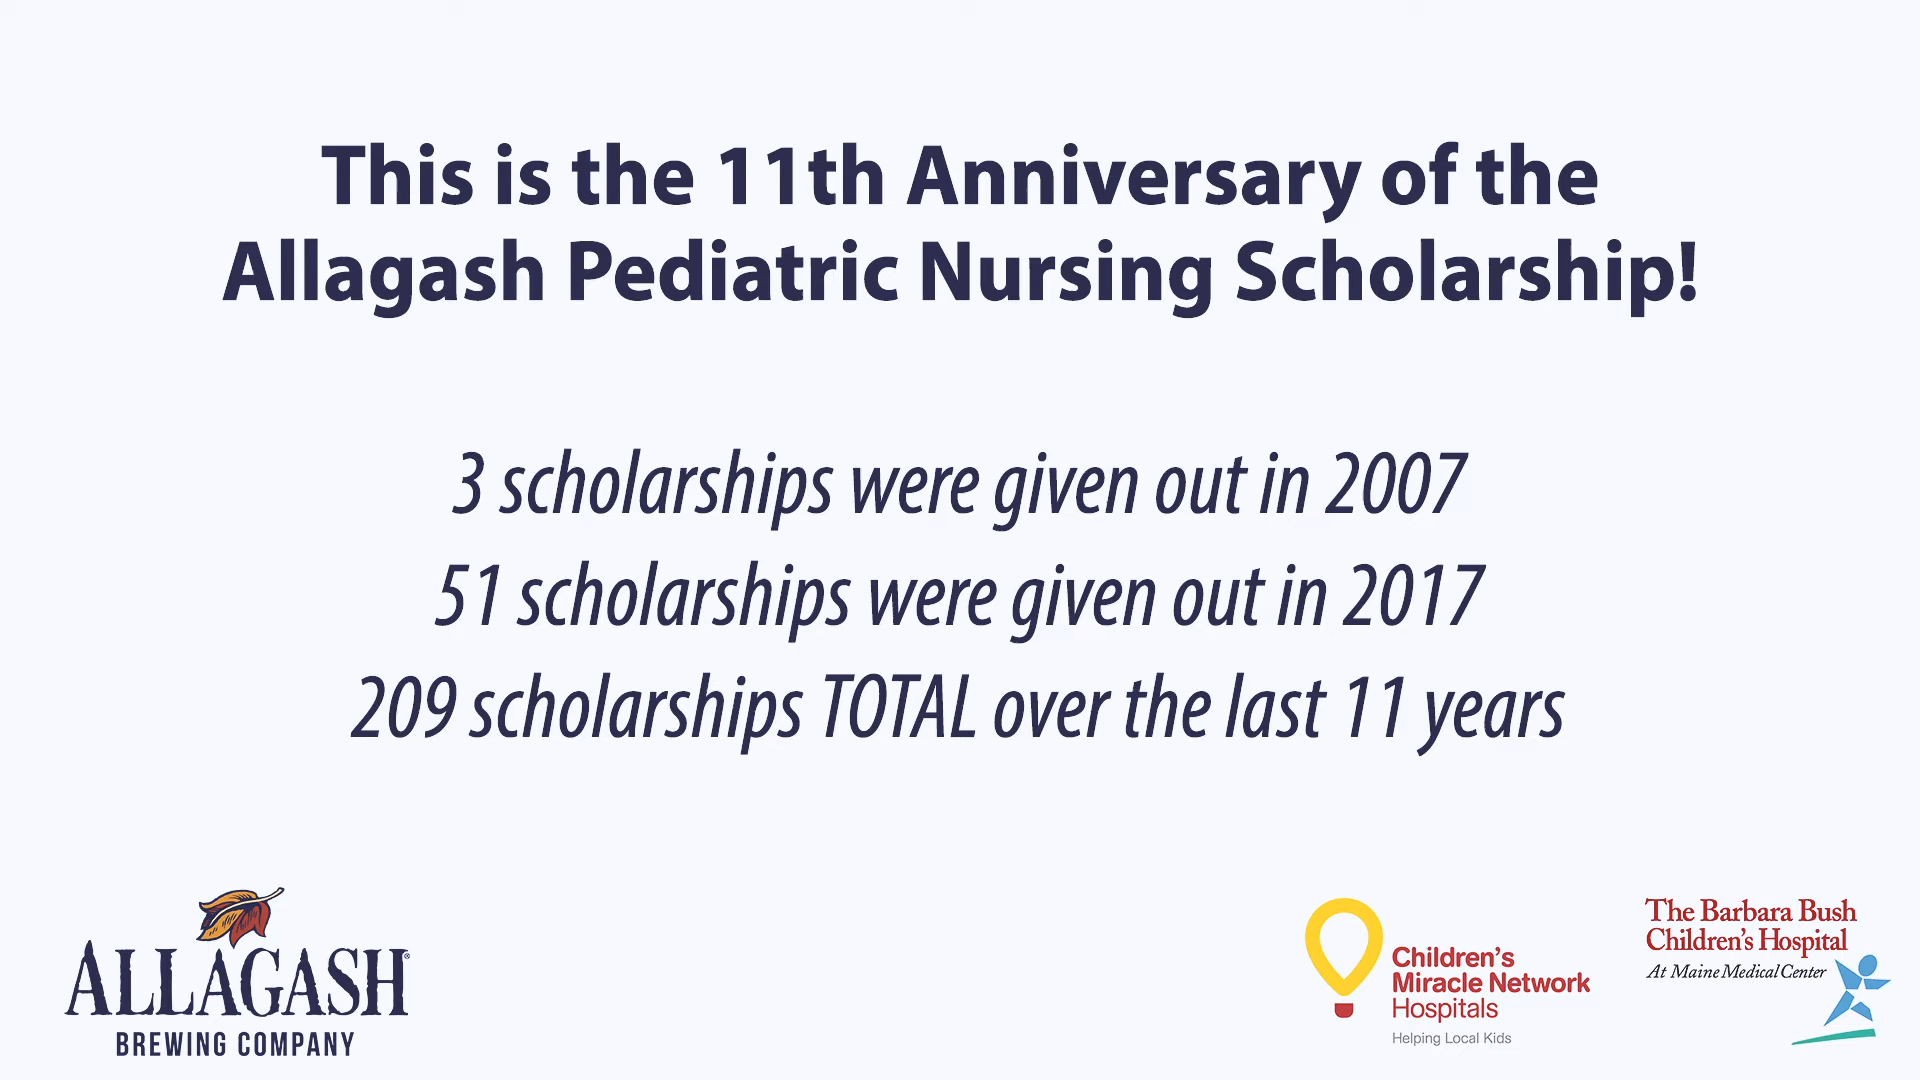 This is the 11th Anniversary of the
Allagash Pediatric Nursing Scholarship!
3 scholarships were given out in 2007
51 scholarships were given out in 2017
209 scholarships TOTAL over the last 11 years
ALLAGASH®
BREWING COMPANY
Children's
Miracle Network
Hospitals
Helping Local Kids
The Barbara Bush
Children's Hospital
At Maine Medical Center